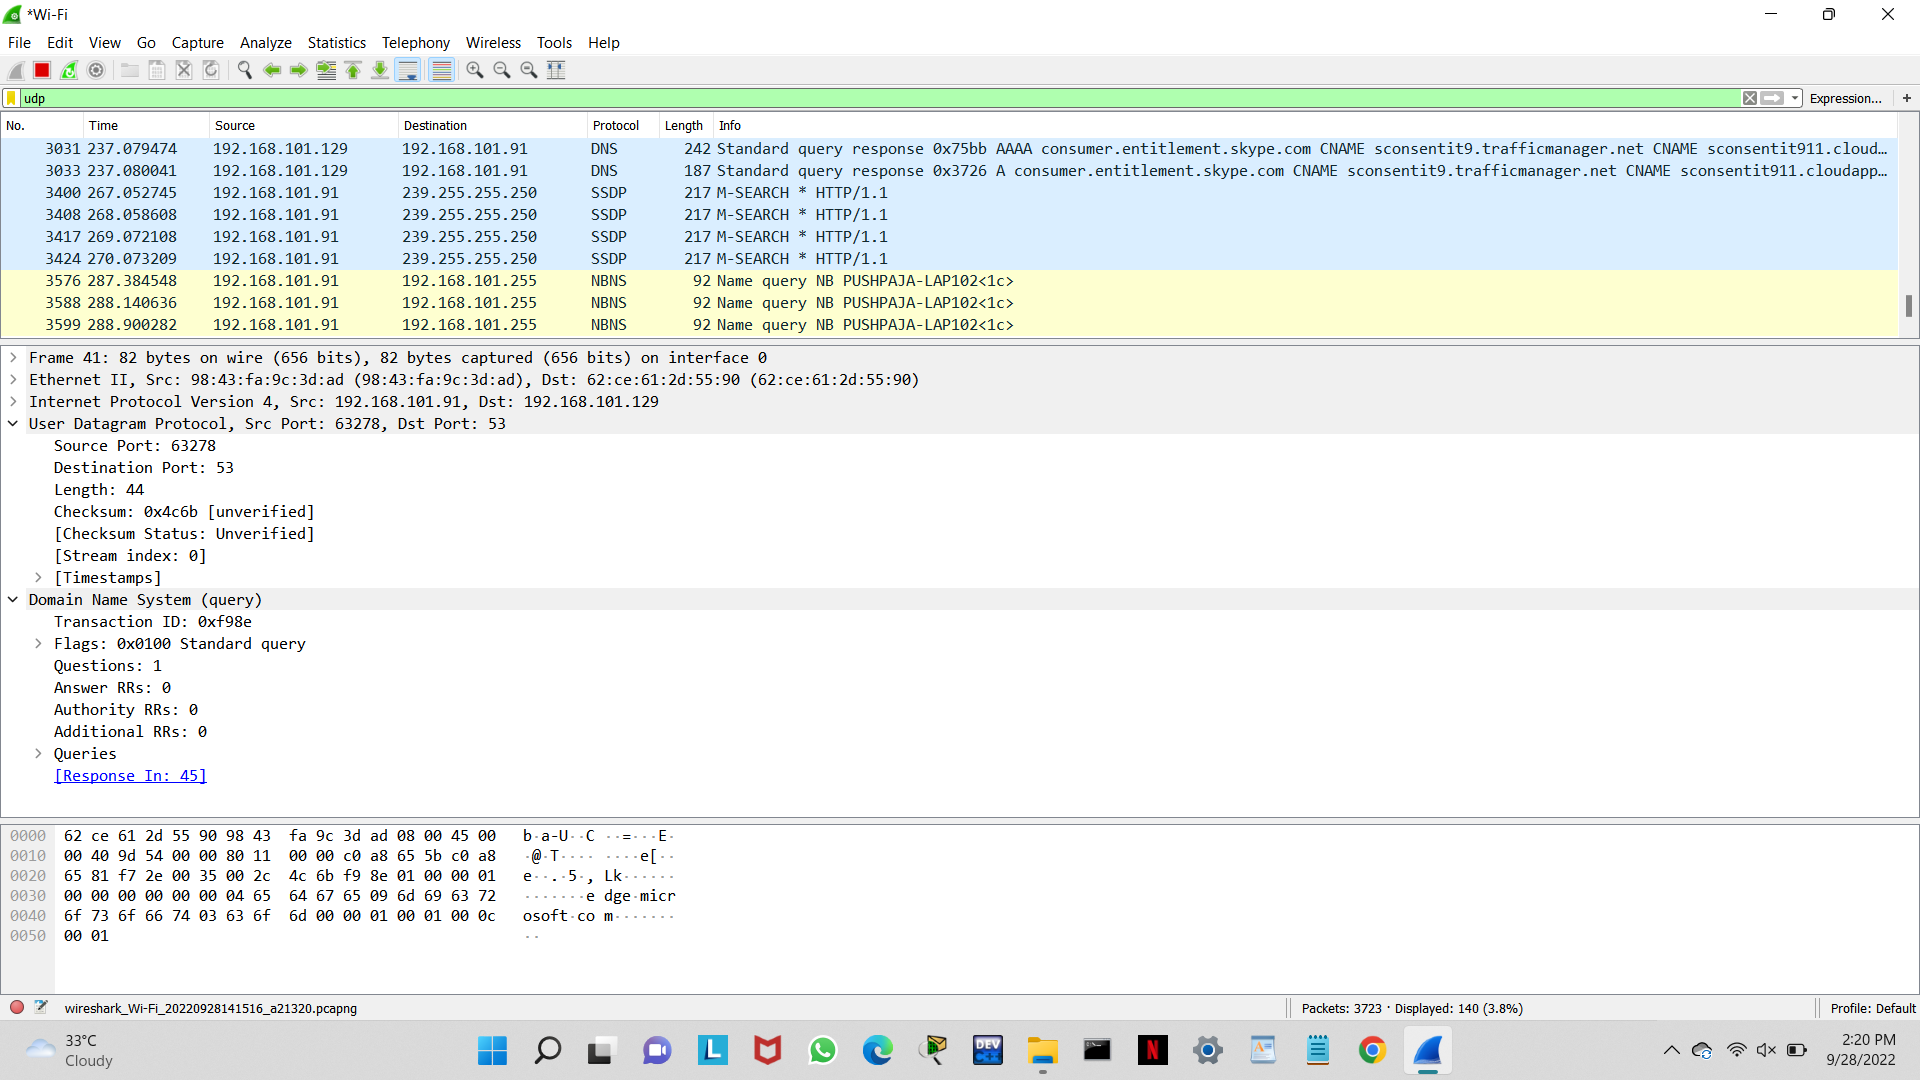 *Wi-Fi
File Edit View Go Capture Analyze Statistics Telephony Wireless Tools Help
udp
Expression... +
No. Time Source Destination Protocol Length Info
3031 237.079474 192.168.101.129 192.168.101.91 DNS 242 Standard query response 0x75bb AAAA consumer.entitlement.skype.com CNAME sconsentit9.trafficmanager.net CNAME sconsentit911.cloud…
3033 237.080041 192.168.101.129 192.168.101.91 DNS 187 Standard query response 0x3726 A consumer.entitlement.skype.com CNAME sconsentit9.trafficmanager.net CNAME sconsentit911.cloudapp…
3400 267.052745 192.168.101.91 239.255.255.250 SSDP 217 M-SEARCH * HTTP/1.1
3408 268.058608 192.168.101.91 239.255.255.250 SSDP 217 M-SEARCH * HTTP/1.1
3417 269.072108 192.168.101.91 239.255.255.250 SSDP 217 M-SEARCH * HTTP/1.1
3424 270.073209 192.168.101.91 239.255.255.250 SSDP 217 M-SEARCH * HTTP/1.1
3576 287.384548 192.168.101.91 192.168.101.255 NBNS 92 Name query NB PUSHPAJA-LAP102<1c>
3588 288.140636 192.168.101.91 192.168.101.255 NBNS 92 Name query NB PUSHPAJA-LAP102<1c>
3599 288.900282 192.168.101.91 192.168.101.255 NBNS 92 Name query NB PUSHPAJA-LAP102<1c>
Frame 41: 82 bytes on wire (656 bits), 82 bytes captured (656 bits) on interface 0
Ethernet II, Src: 98:43:fa:9c:3d:ad (98:43:fa:9c:3d:ad), Dst: 62:ce:61:2d:55:90 (62:ce:61:2d:55:90)
Internet Protocol Version 4, Src: 192.168.101.91, Dst: 192.168.101.129
User Datagram Protocol, Src Port: 63278, Dst Port: 53
Source Port: 63278
Destination Port: 53
Length: 44
Checksum: 0x4c6b [unverified]
[Checksum Status: Unverified]
[Stream index: 0]
[Timestamps]
Domain Name System (query)
Transaction ID: 0xf98e
Flags: 0x0100 Standard query
Questions: 1
Answer RRs: 0
Authority RRs: 0
Additional RRs: 0
Queries
[Response In: 45]
0000 62 ce 61 2d 55 90 98 43 fa 9c 3d ad 08 00 45 00 b·a-U··C ··=···E·
0010 00 40 9d 54 00 00 80 11 00 00 c0 a8 65 5b c0 a8 ·@·T···· ····e[··
0020 65 81 f7 2e 00 35 00 2c 4c 6b f9 8e 01 00 00 01 e··.·5·, Lk······
0030 00 00 00 00 00 00 04 65 64 67 65 09 6d 69 63 72 ·······e dge·micr
0040 6f 73 6f 66 74 03 63 6f 6d 00 00 01 00 01 00 0c osoft·co m·······
0050 00 01 ··
wireshark_Wi-Fi_20220928141516_a21320.pcapng
Packets: 3723 · Displayed: 140 (3.8%)
Profile: Default
33°C
Cloudy
L
DEV
C++
N
2:20 PM
9/28/2022